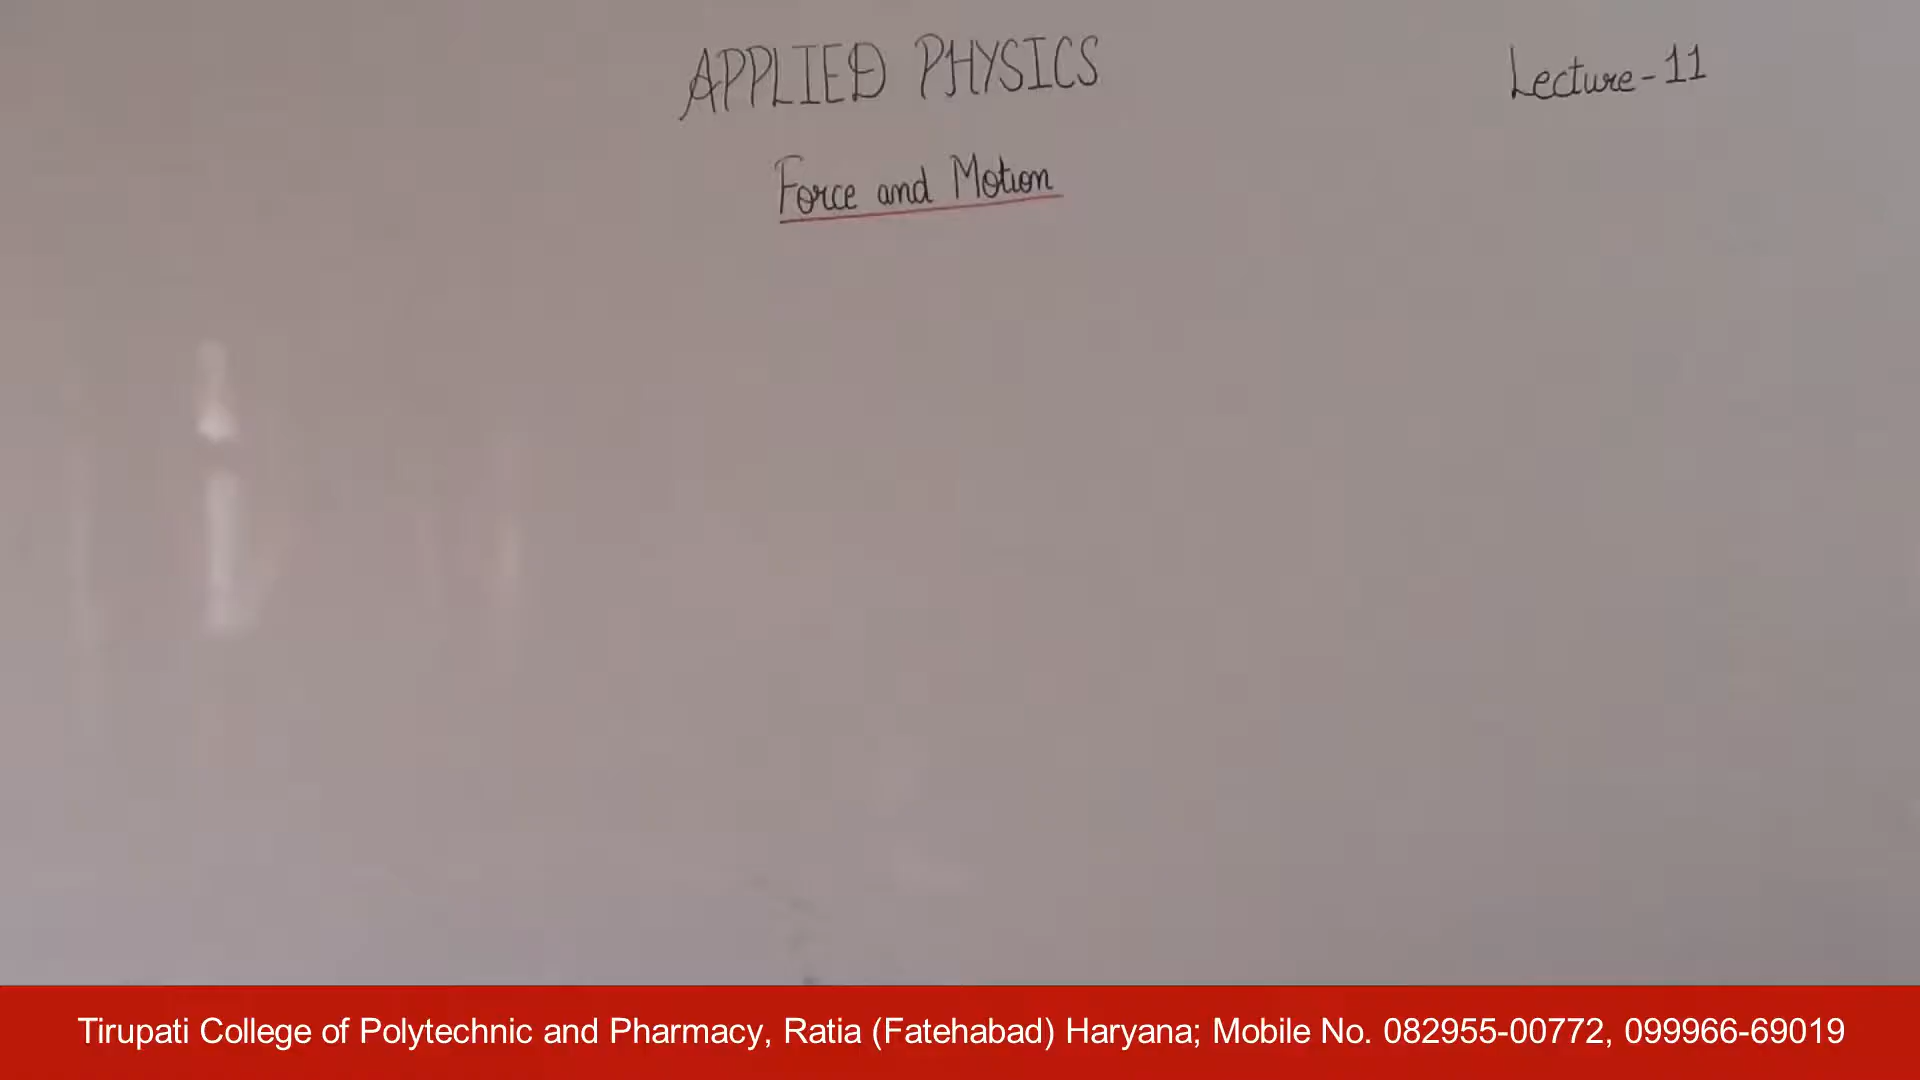 APPLIED PHYSICS
Lecture-11
Force and Motion
Tirupati College of Polytechnic and Pharmacy, Ratia (Fatehabad) Haryana; Mobile No. 082955-00772, 099966-69019